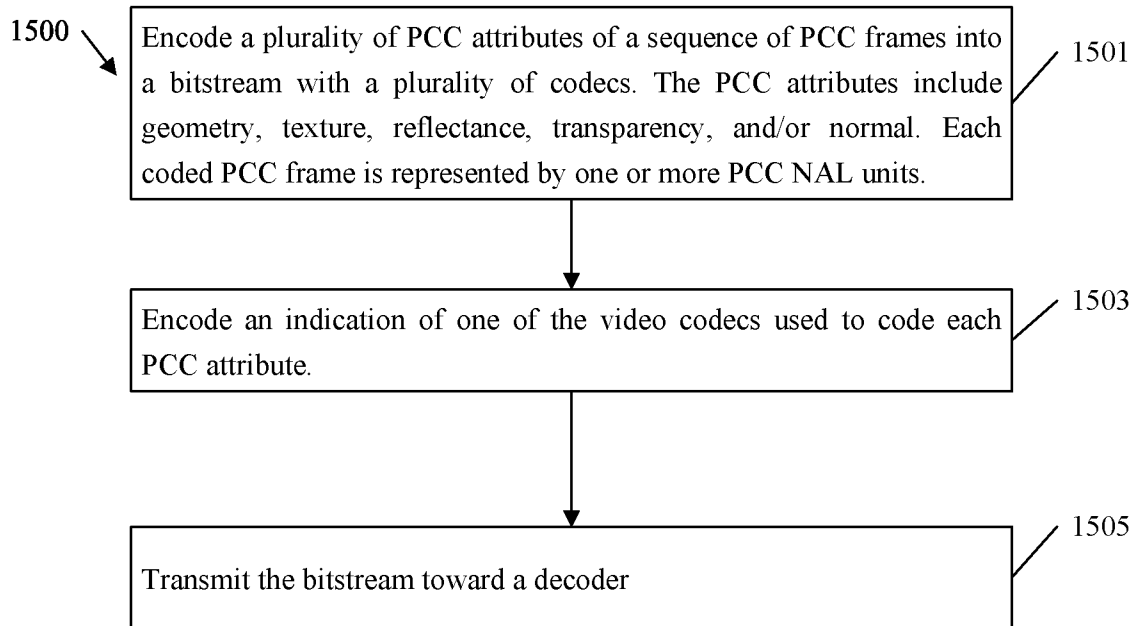 1500
Encode a plurality of PCC attributes of a sequence of PCC frames into
a bitstream with a plurality of codecs. The PCC attributes include
geometry, texture, reflectance, transparency, and/or normal. Each
coded PCC frame is represented by one or more PCC NAL units.
1501
Encode an indication of one of the video codecs used to code each
PCC attribute.
1503
Transmit the bitstream toward a decoder
1505